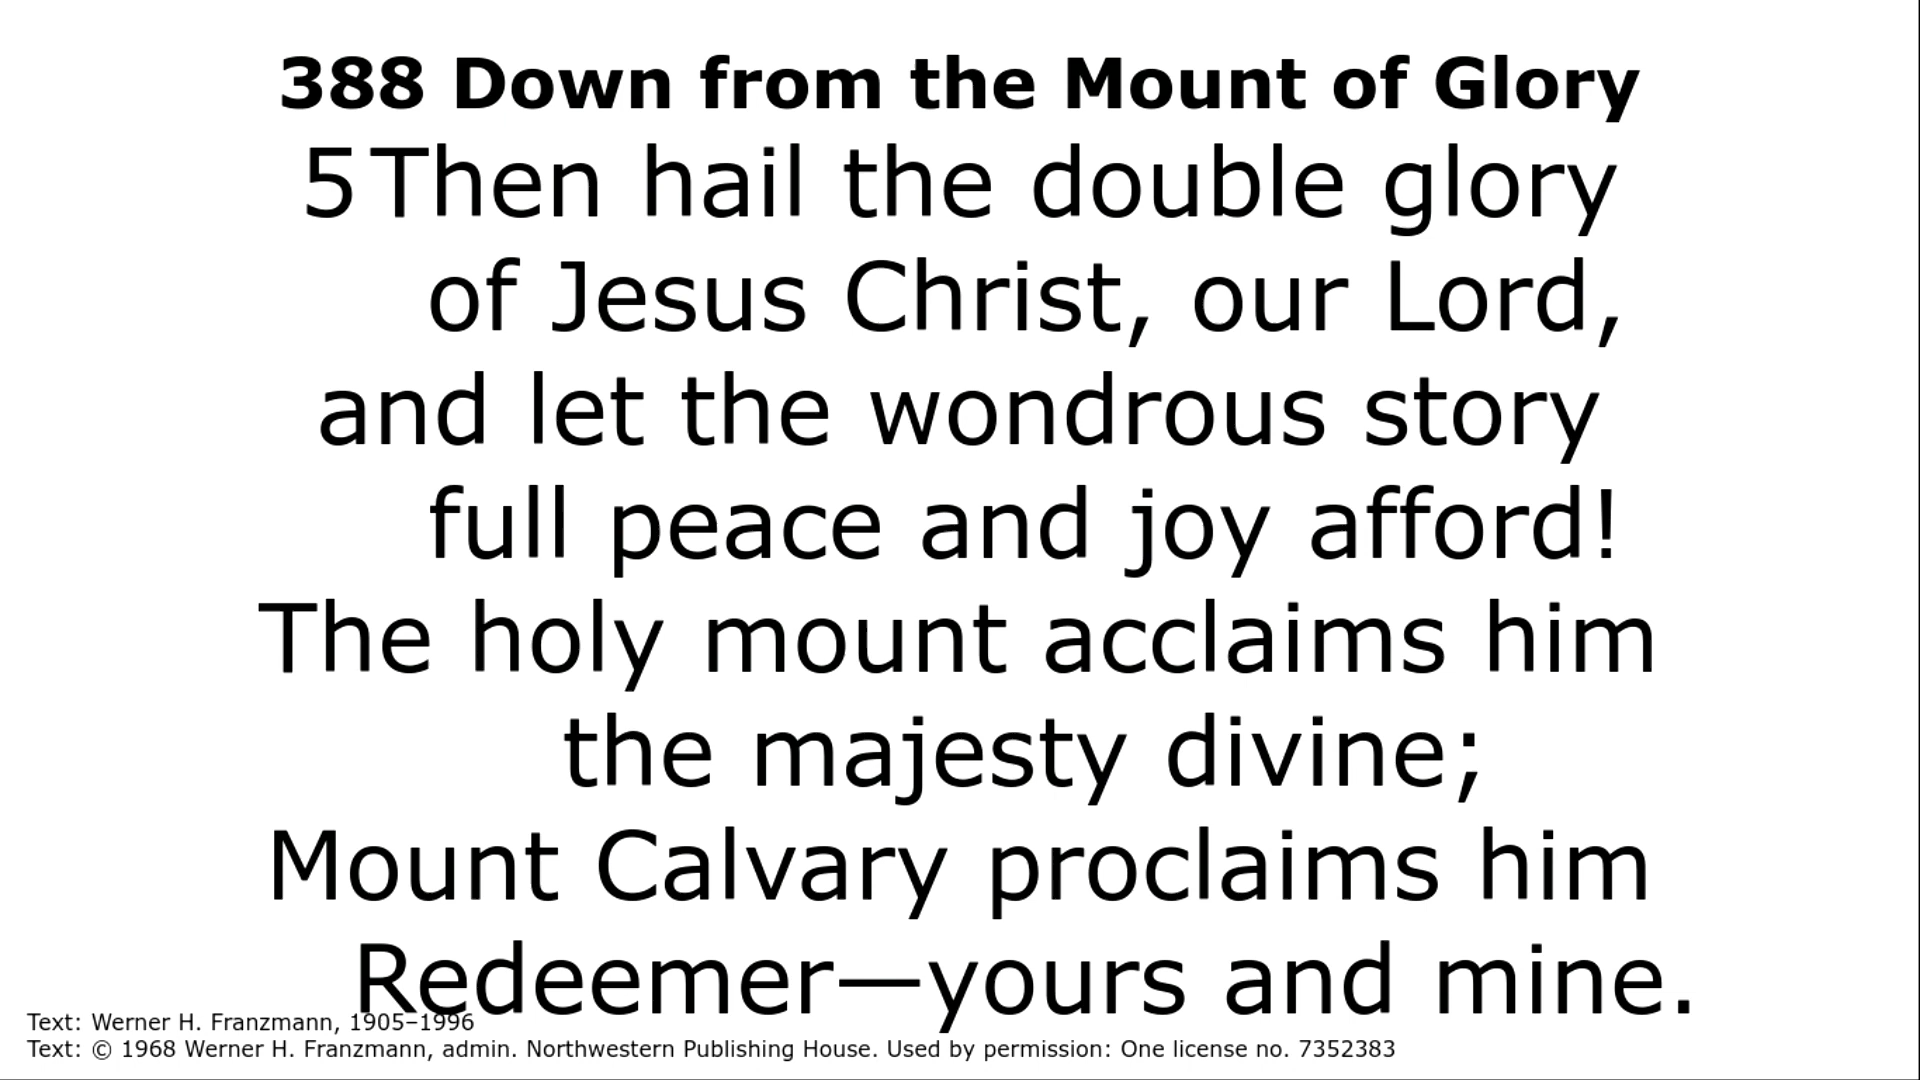 388 Down from the Mount of Glory
5 Then hail the double glory
of Jesus Christ, our Lord,
and let the wondrous story
full peace and joy afford!
The holy mount acclaims him
the majesty divine;
Mount Calvary proclaims him
Redeemer—yours and mine.
Text: Werner H. Franzmann, 1905–1996
Text: © 1968 Werner H. Franzmann, admin. Northwestern Publishing House. Used by permission: One license no. 7352383